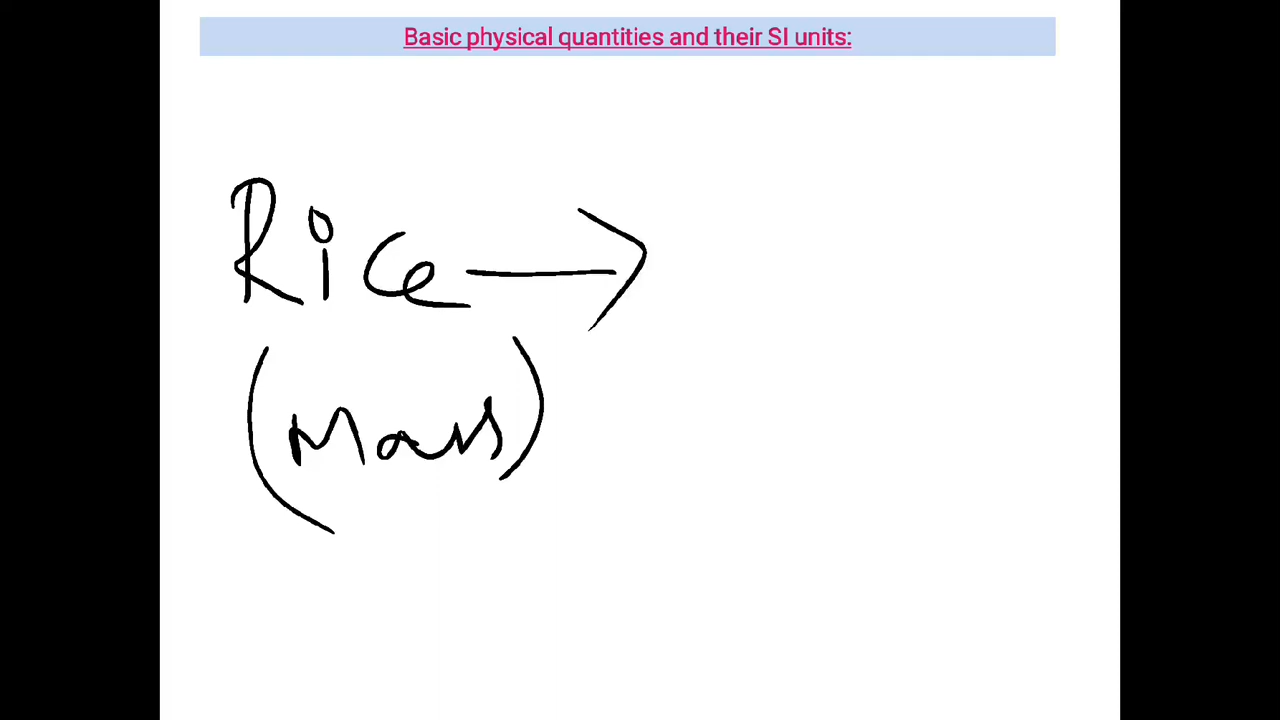 Basic physical quantities and their SI units:
Rice →
(Mass)